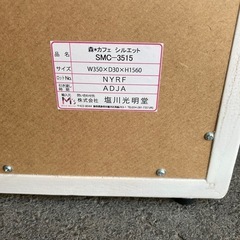 森*カフェ シルエット
品名
SMC-3515
サイズ
W350×D30×H1560
ロットNo
NYRF
ADJA
株式会社 塩川光明堂